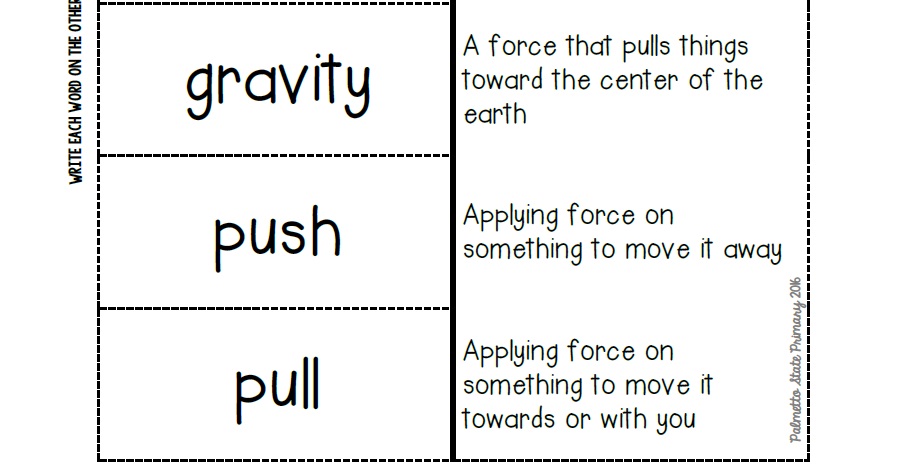 WRITE EACH WORD ON THE OTHER
gravity
A force that pulls things
toward the center of the
earth
push
Applying force on
something to move it away
pull
Applying force on
something to move it
towards or with you
Palmetto State Primary 2016